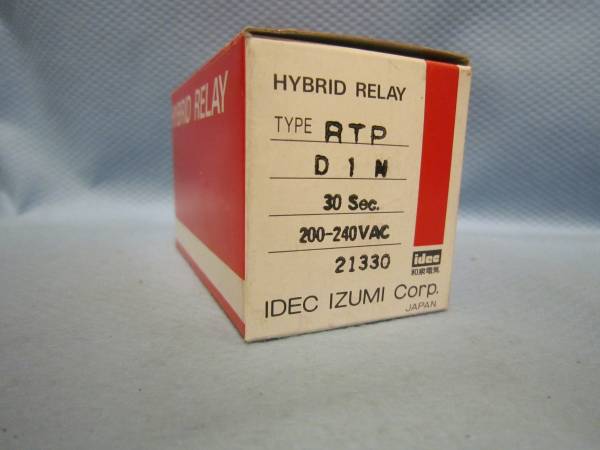 HYBRID RELAY
HYBRID RELAY
TYPE RTP
D1N
30 Sec.
200-240VAC
21330
idec
和泉電気
IDEC IZUMI Corp.
JAPAN